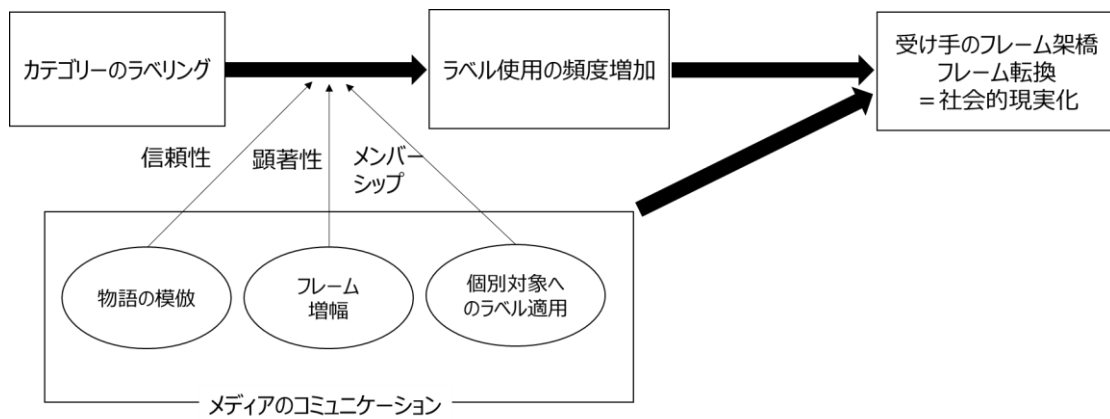 カテゴリーのラベリング
ラベル使用の頻度増加
受け手のフレーム架橋
フレーム転換
＝社会的現実化
信頼性
顕著性
メンバー
シップ
物語の模倣
フレーム
増幅
個別対象へ
のラベル適用
メディアのコミュニケーション